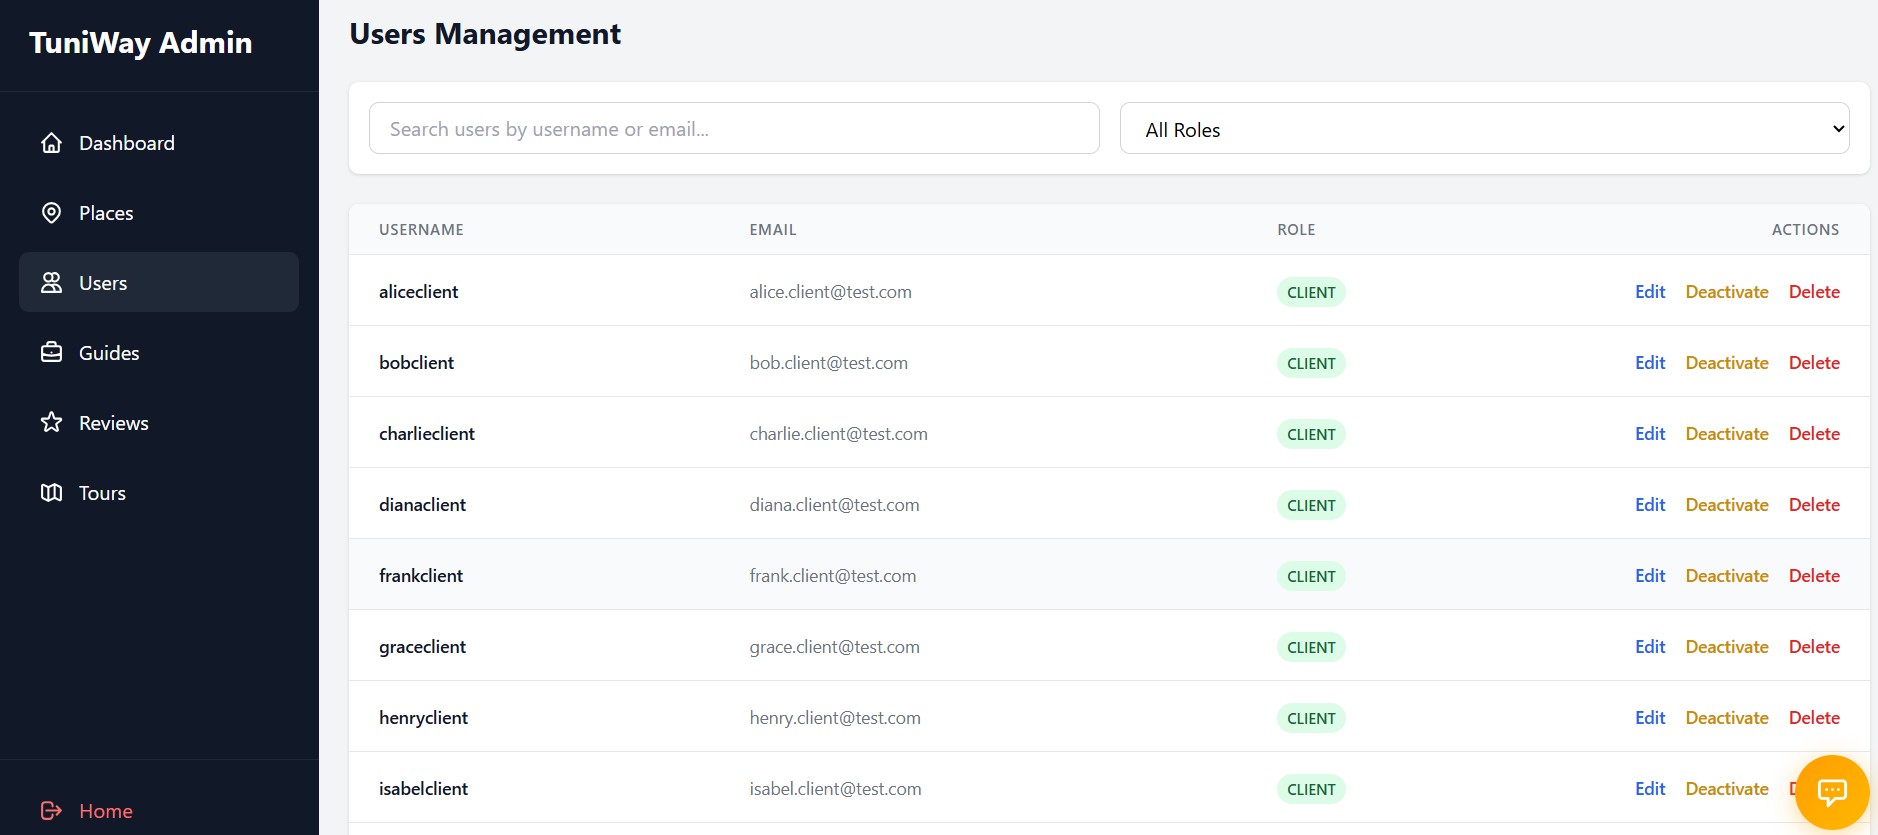 TuniWay Admin
Dashboard
Places
Users
Guides
Reviews
Tours
Home
Users Management
Search users by username or email...
All Roles
USERNAME EMAIL ROLE ACTIONS
aliceclient alice.client@test.com CLIENT Edit Deactivate Delete
bobclient bob.client@test.com CLIENT Edit Deactivate Delete
charlieclient charlie.client@test.com CLIENT Edit Deactivate Delete
dianaclient diana.client@test.com CLIENT Edit Deactivate Delete
frankclient frank.client@test.com CLIENT Edit Deactivate Delete
graceclient grace.client@test.com CLIENT Edit Deactivate Delete
henryclient henry.client@test.com CLIENT Edit Deactivate Delete
isabelclient isabel.client@test.com CLIENT Edit Deactivate